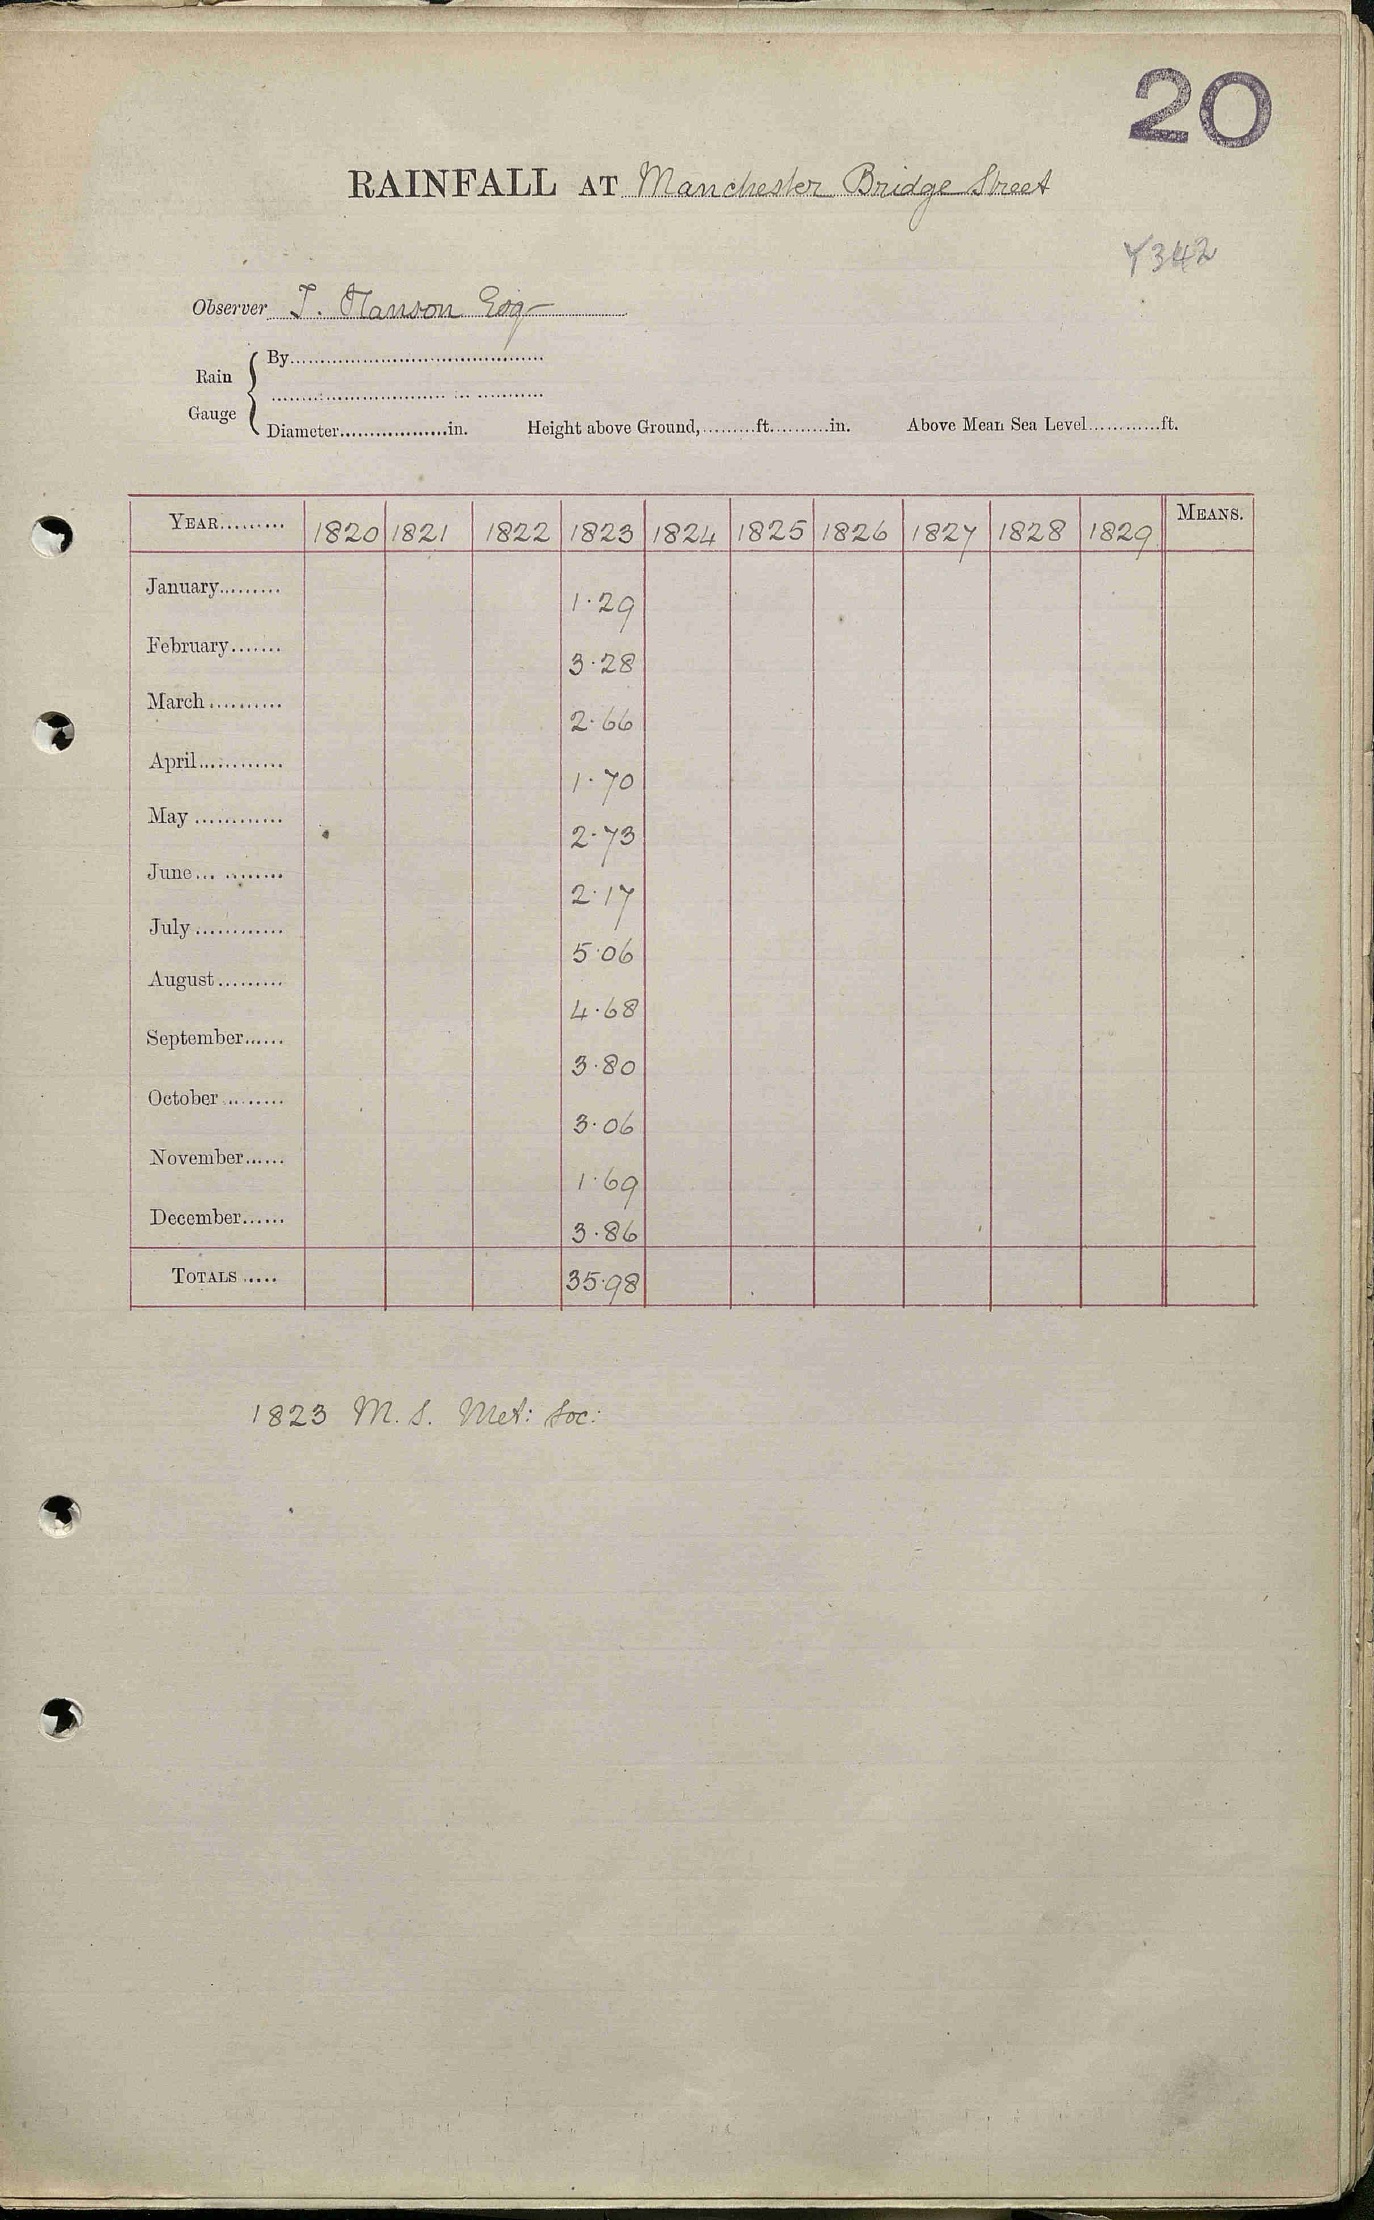 20
RAINFALL AT Manchester Bridge Street
Y342
Observer T. Hanson Esq
Rain Gauge { By
Diameter..................in. Height above Ground,.........ft..........in. Above Mean Sea Level............ft.
YEAR......... 1820 1821 1822 1823 1824 1825 1826 1827 1828 1829 MEANS.
January......... 1·29
February....... 3·28
March.......... 2·66
April............ 1·70
May ............ 2·73
June... ........ 2·17
July ............ 5·06
August ......... 4·68
September...... 3·80
October ......... 3·06
November...... 1·69
December...... 3·86
TOTALS ..... 35·98
1823 M. S. Met: Soc: